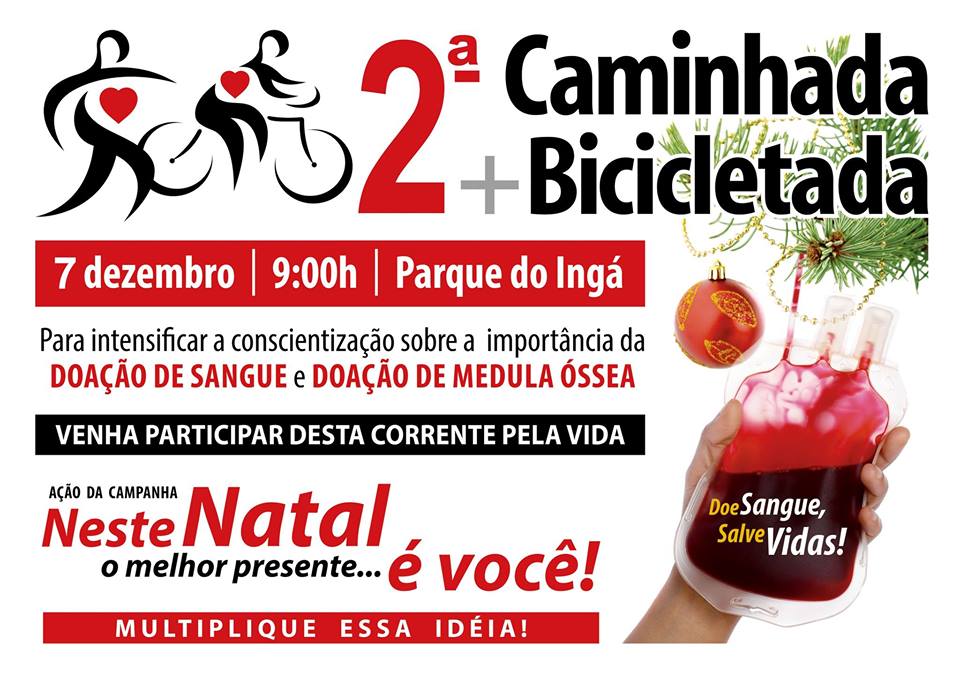 2ª Caminhada
+ Bicicletada
7 dezembro | 9:00h | Parque do Ingá
Para intensificar a conscientização sobre a importância da
DOAÇÃO DE SANGUE e DOAÇÃO DE MEDULA ÓSSEA
VENHA PARTICIPAR DESTA CORRENTE PELA VIDA
AÇÃO DA CAMPANHA
Neste Natal
o melhor presente... é você!
MULTIPLIQUE ESSA IDÉIA!
Doe Sangue,
Salve Vidas!